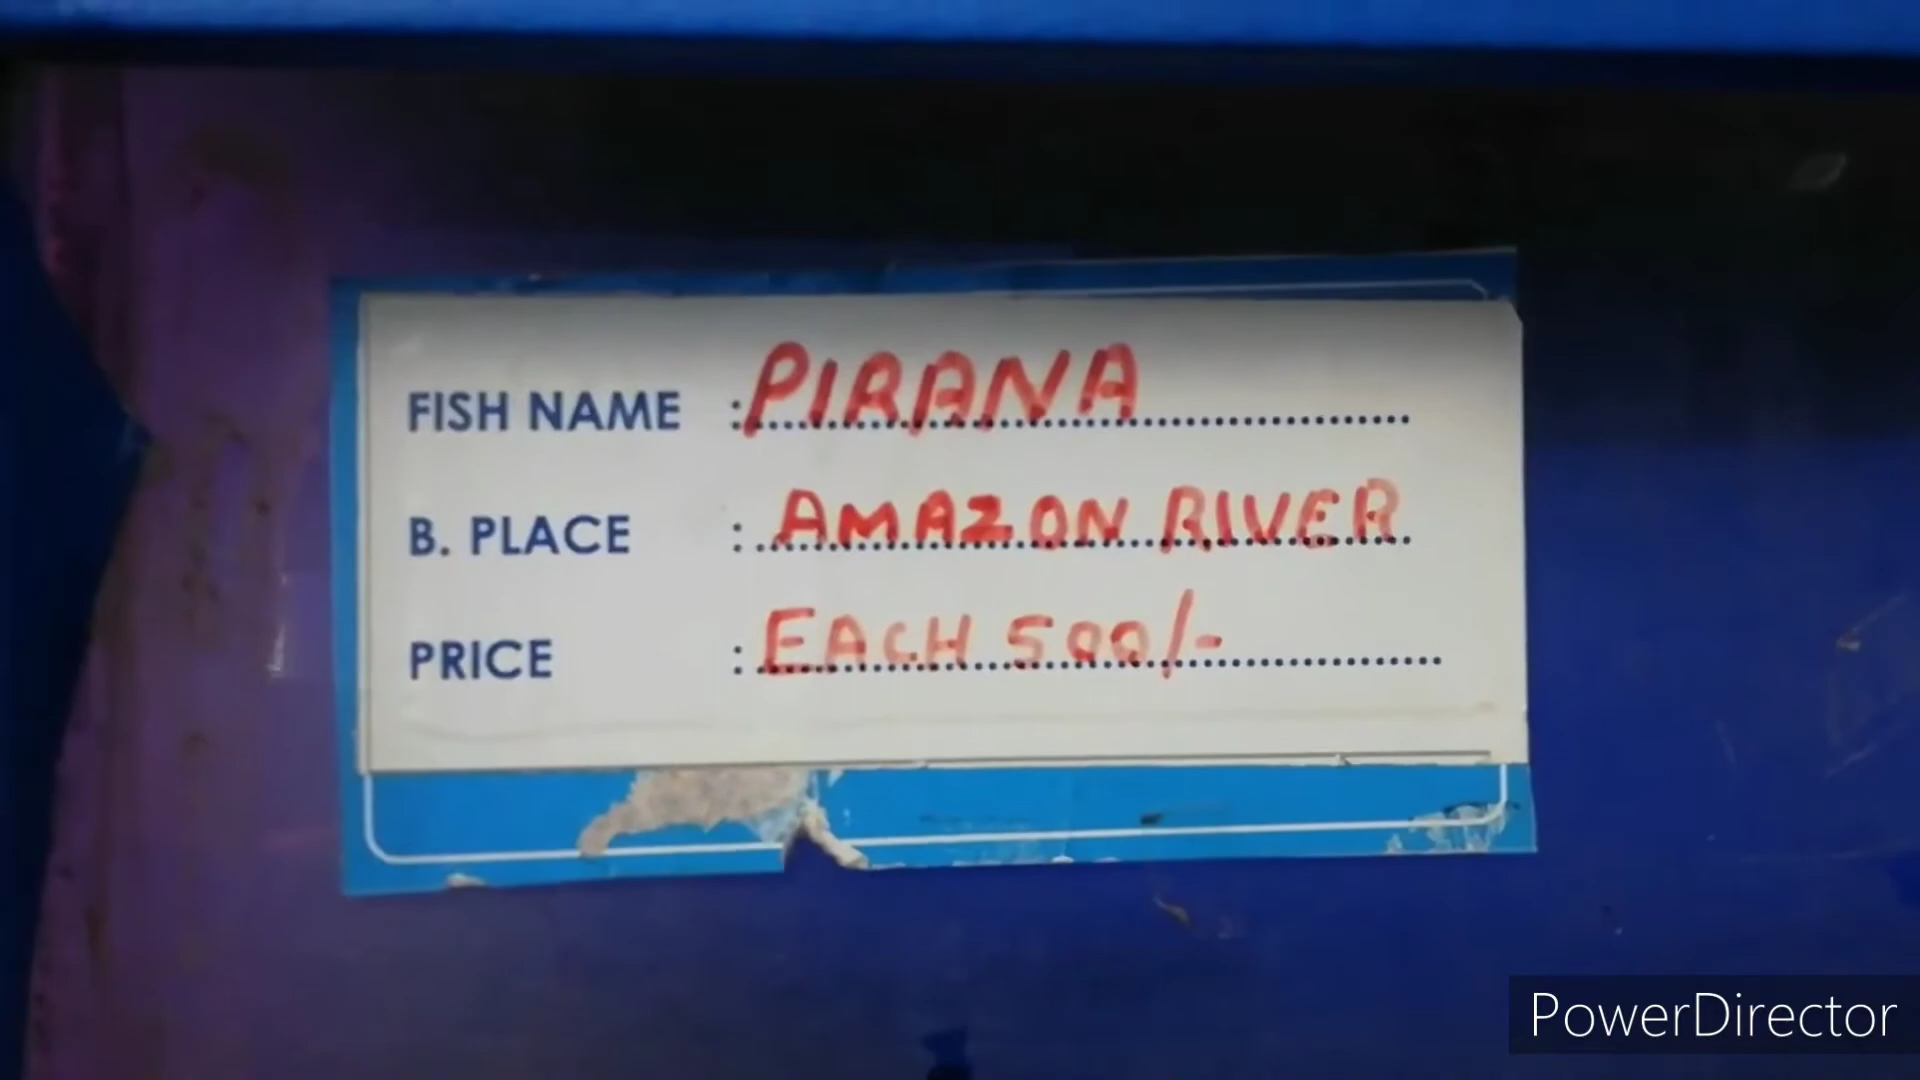 FISH NAME : PIRANA
B. PLACE : AMAZON RIVER
PRICE : EACH 500/-
PowerDirector